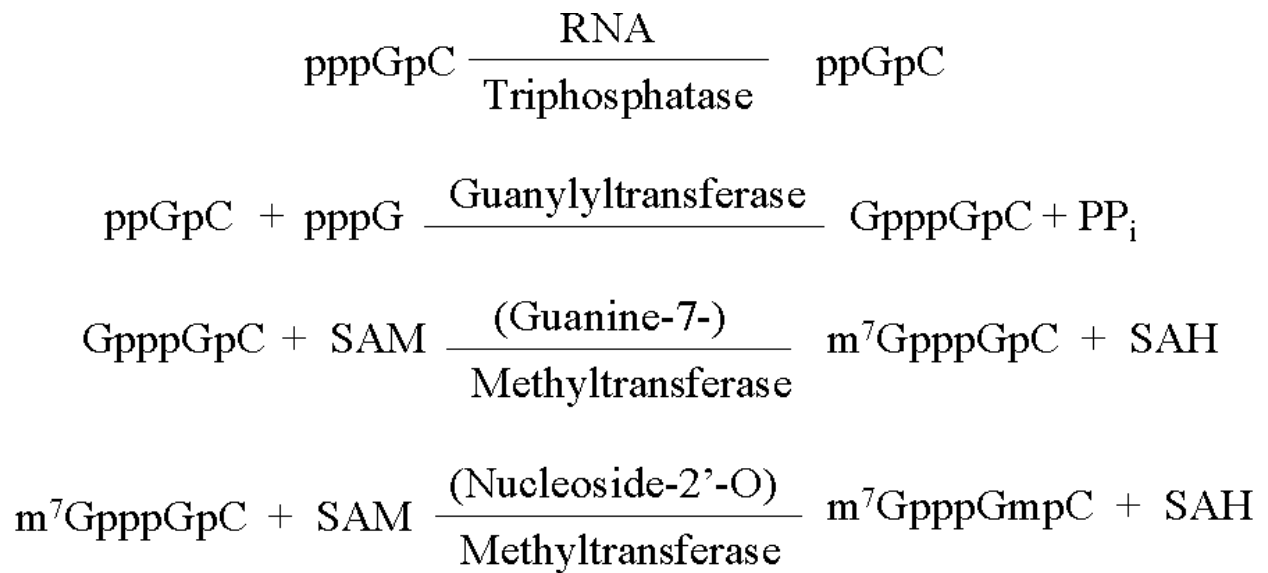 RNA
pppGpC ppGpC
Triphosphatase
Guanylyltransferase
ppGpC + pppG GpppGpC + PPi
(Guanine-7-)
GpppGpC + SAM m⁷GpppGpC + SAH
Methyltransferase
(Nucleoside-2’-O)
m⁷GpppGpC + SAM m⁷GpppGmpC + SAH
Methyltransferase